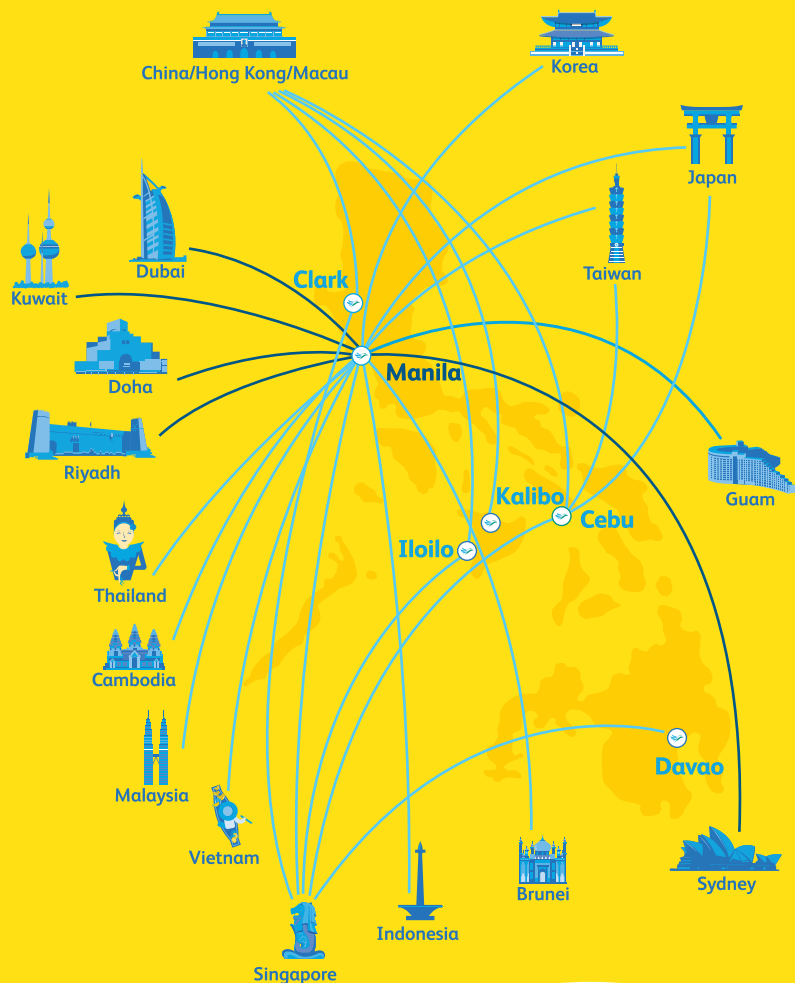 China/Hong Kong/Macau
Korea
Japan
Taiwan
Dubai
Kuwait
Clark
Doha
Manila
Riyadh
Guam
Kalibo
Cebu
Iloilo
Thailand
Cambodia
Davao
Malaysia
Vietnam
Sydney
Brunei
Indonesia
Singapore